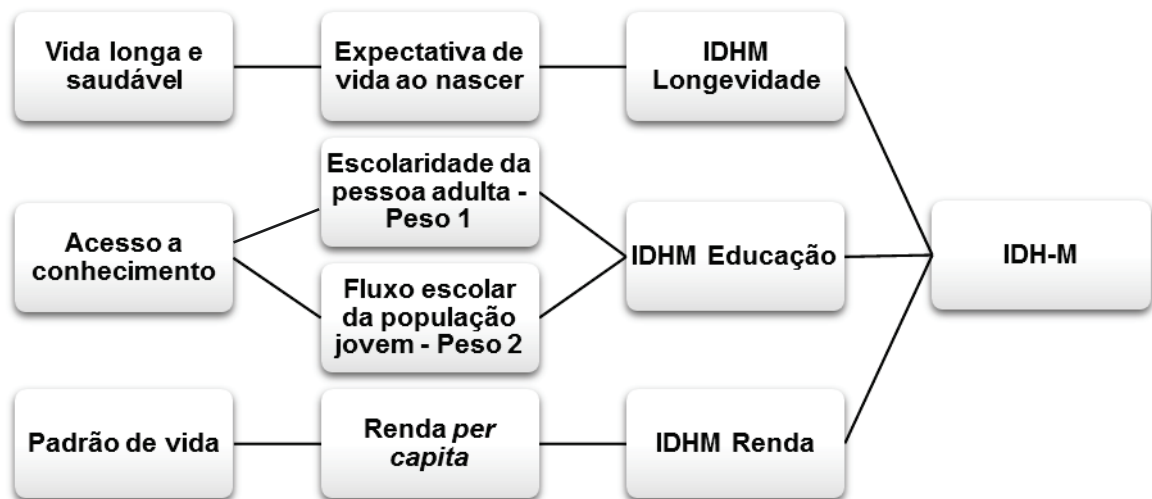 Vida longa e
saudável
Expectativa de
vida ao nascer
IDHM
Longevidade
Acesso a
conhecimento
Escolaridade da
pessoa adulta -
Peso 1
Fluxo escolar
da população
jovem - Peso 2
IDHM Educação
IDH-M
Padrão de vida
Renda per
capita
IDHM Renda